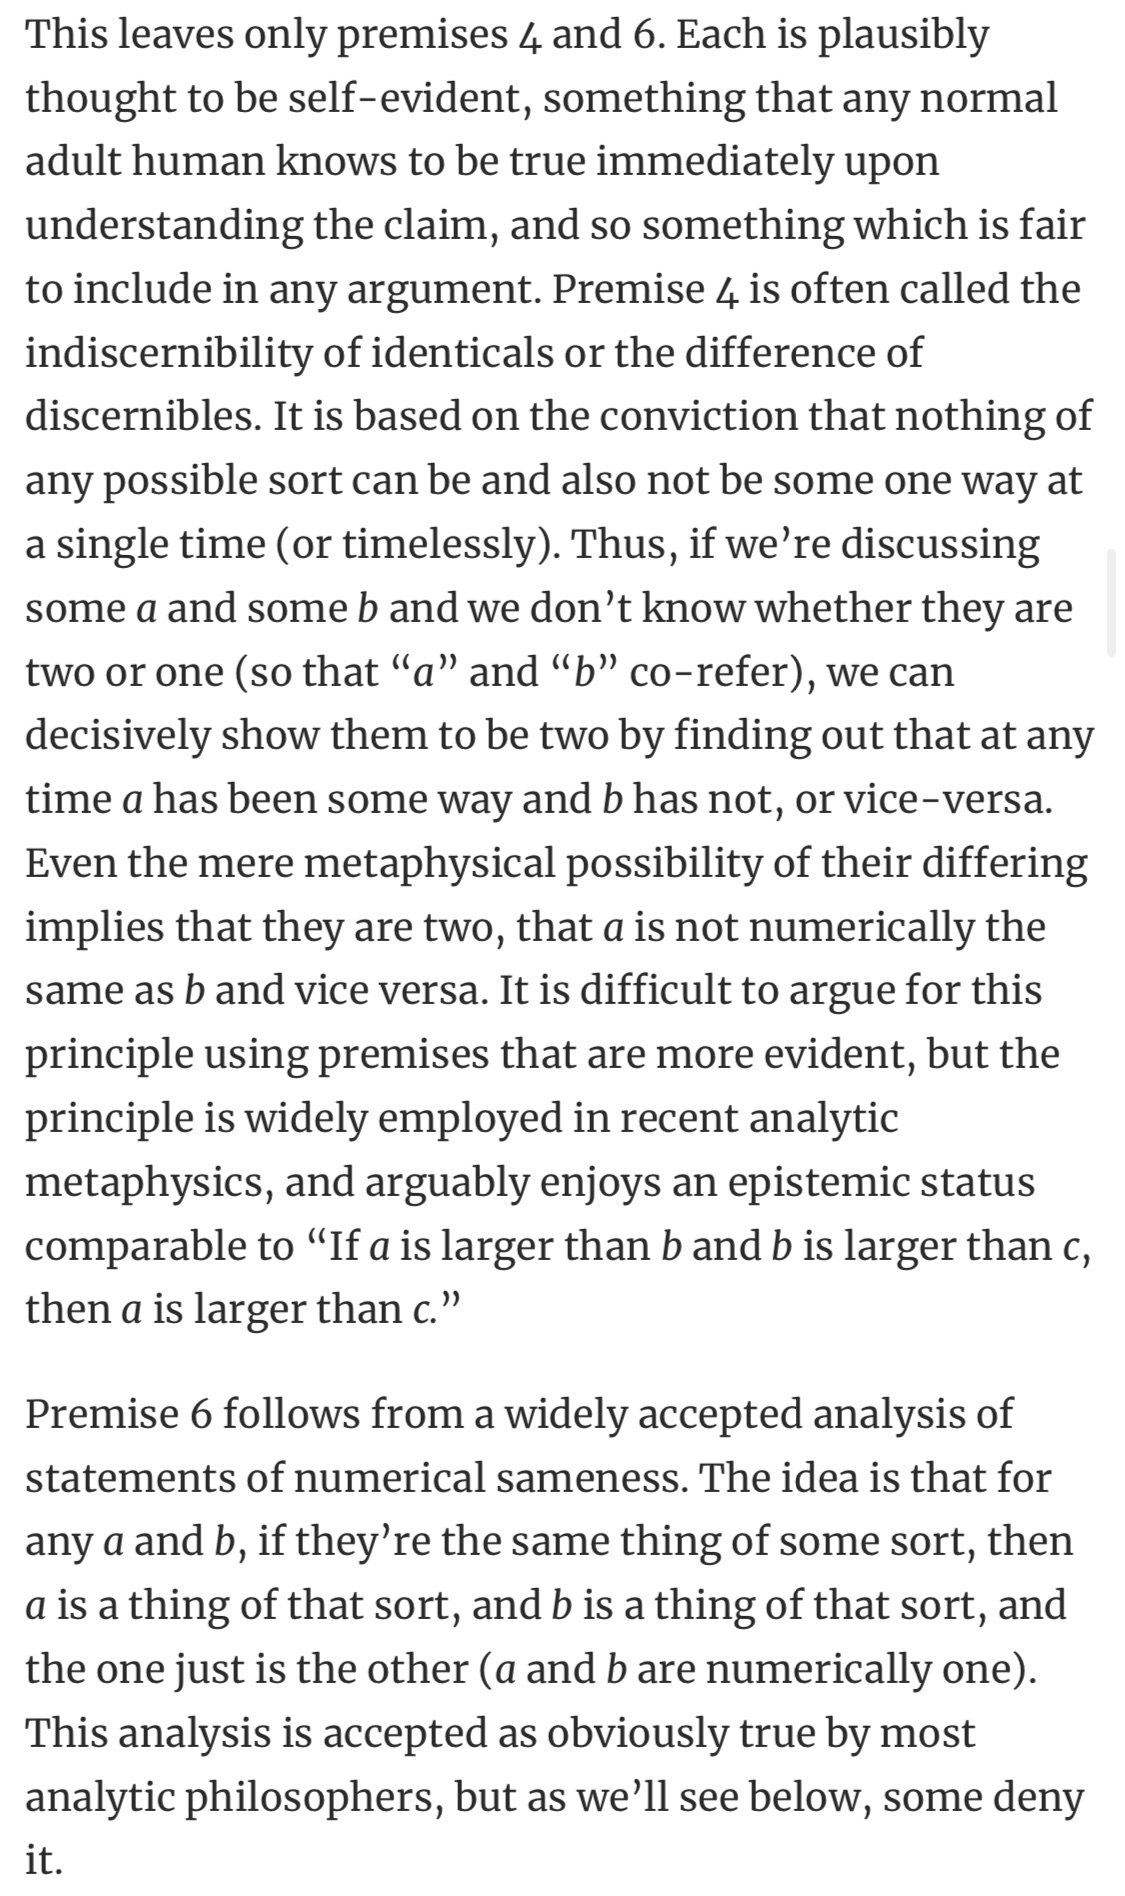 This leaves only premises 4 and 6. Each is plausibly
thought to be self-evident, something that any normal
adult human knows to be true immediately upon
understanding the claim, and so something which is fair
to include in any argument. Premise 4 is often called the
indiscernibility of identicals or the difference of
discernibles. It is based on the conviction that nothing of
any possible sort can be and also not be some one way at
a single time (or timelessly). Thus, if we’re discussing
some a and some b and we don’t know whether they are
two or one (so that “a” and “b” co-refer), we can
decisively show them to be two by finding out that at any
time a has been some way and b has not, or vice-versa.
Even the mere metaphysical possibility of their differing
implies that they are two, that a is not numerically the
same as b and vice versa. It is difficult to argue for this
principle using premises that are more evident, but the
principle is widely employed in recent analytic
metaphysics, and arguably enjoys an epistemic status
comparable to “If a is larger than b and b is larger than c,
then a is larger than c.”
Premise 6 follows from a widely accepted analysis of
statements of numerical sameness. The idea is that for
any a and b, if they’re the same thing of some sort, then
a is a thing of that sort, and b is a thing of that sort, and
the one just is the other (a and b are numerically one).
This analysis is accepted as obviously true by most
analytic philosophers, but as we’ll see below, some deny
it.